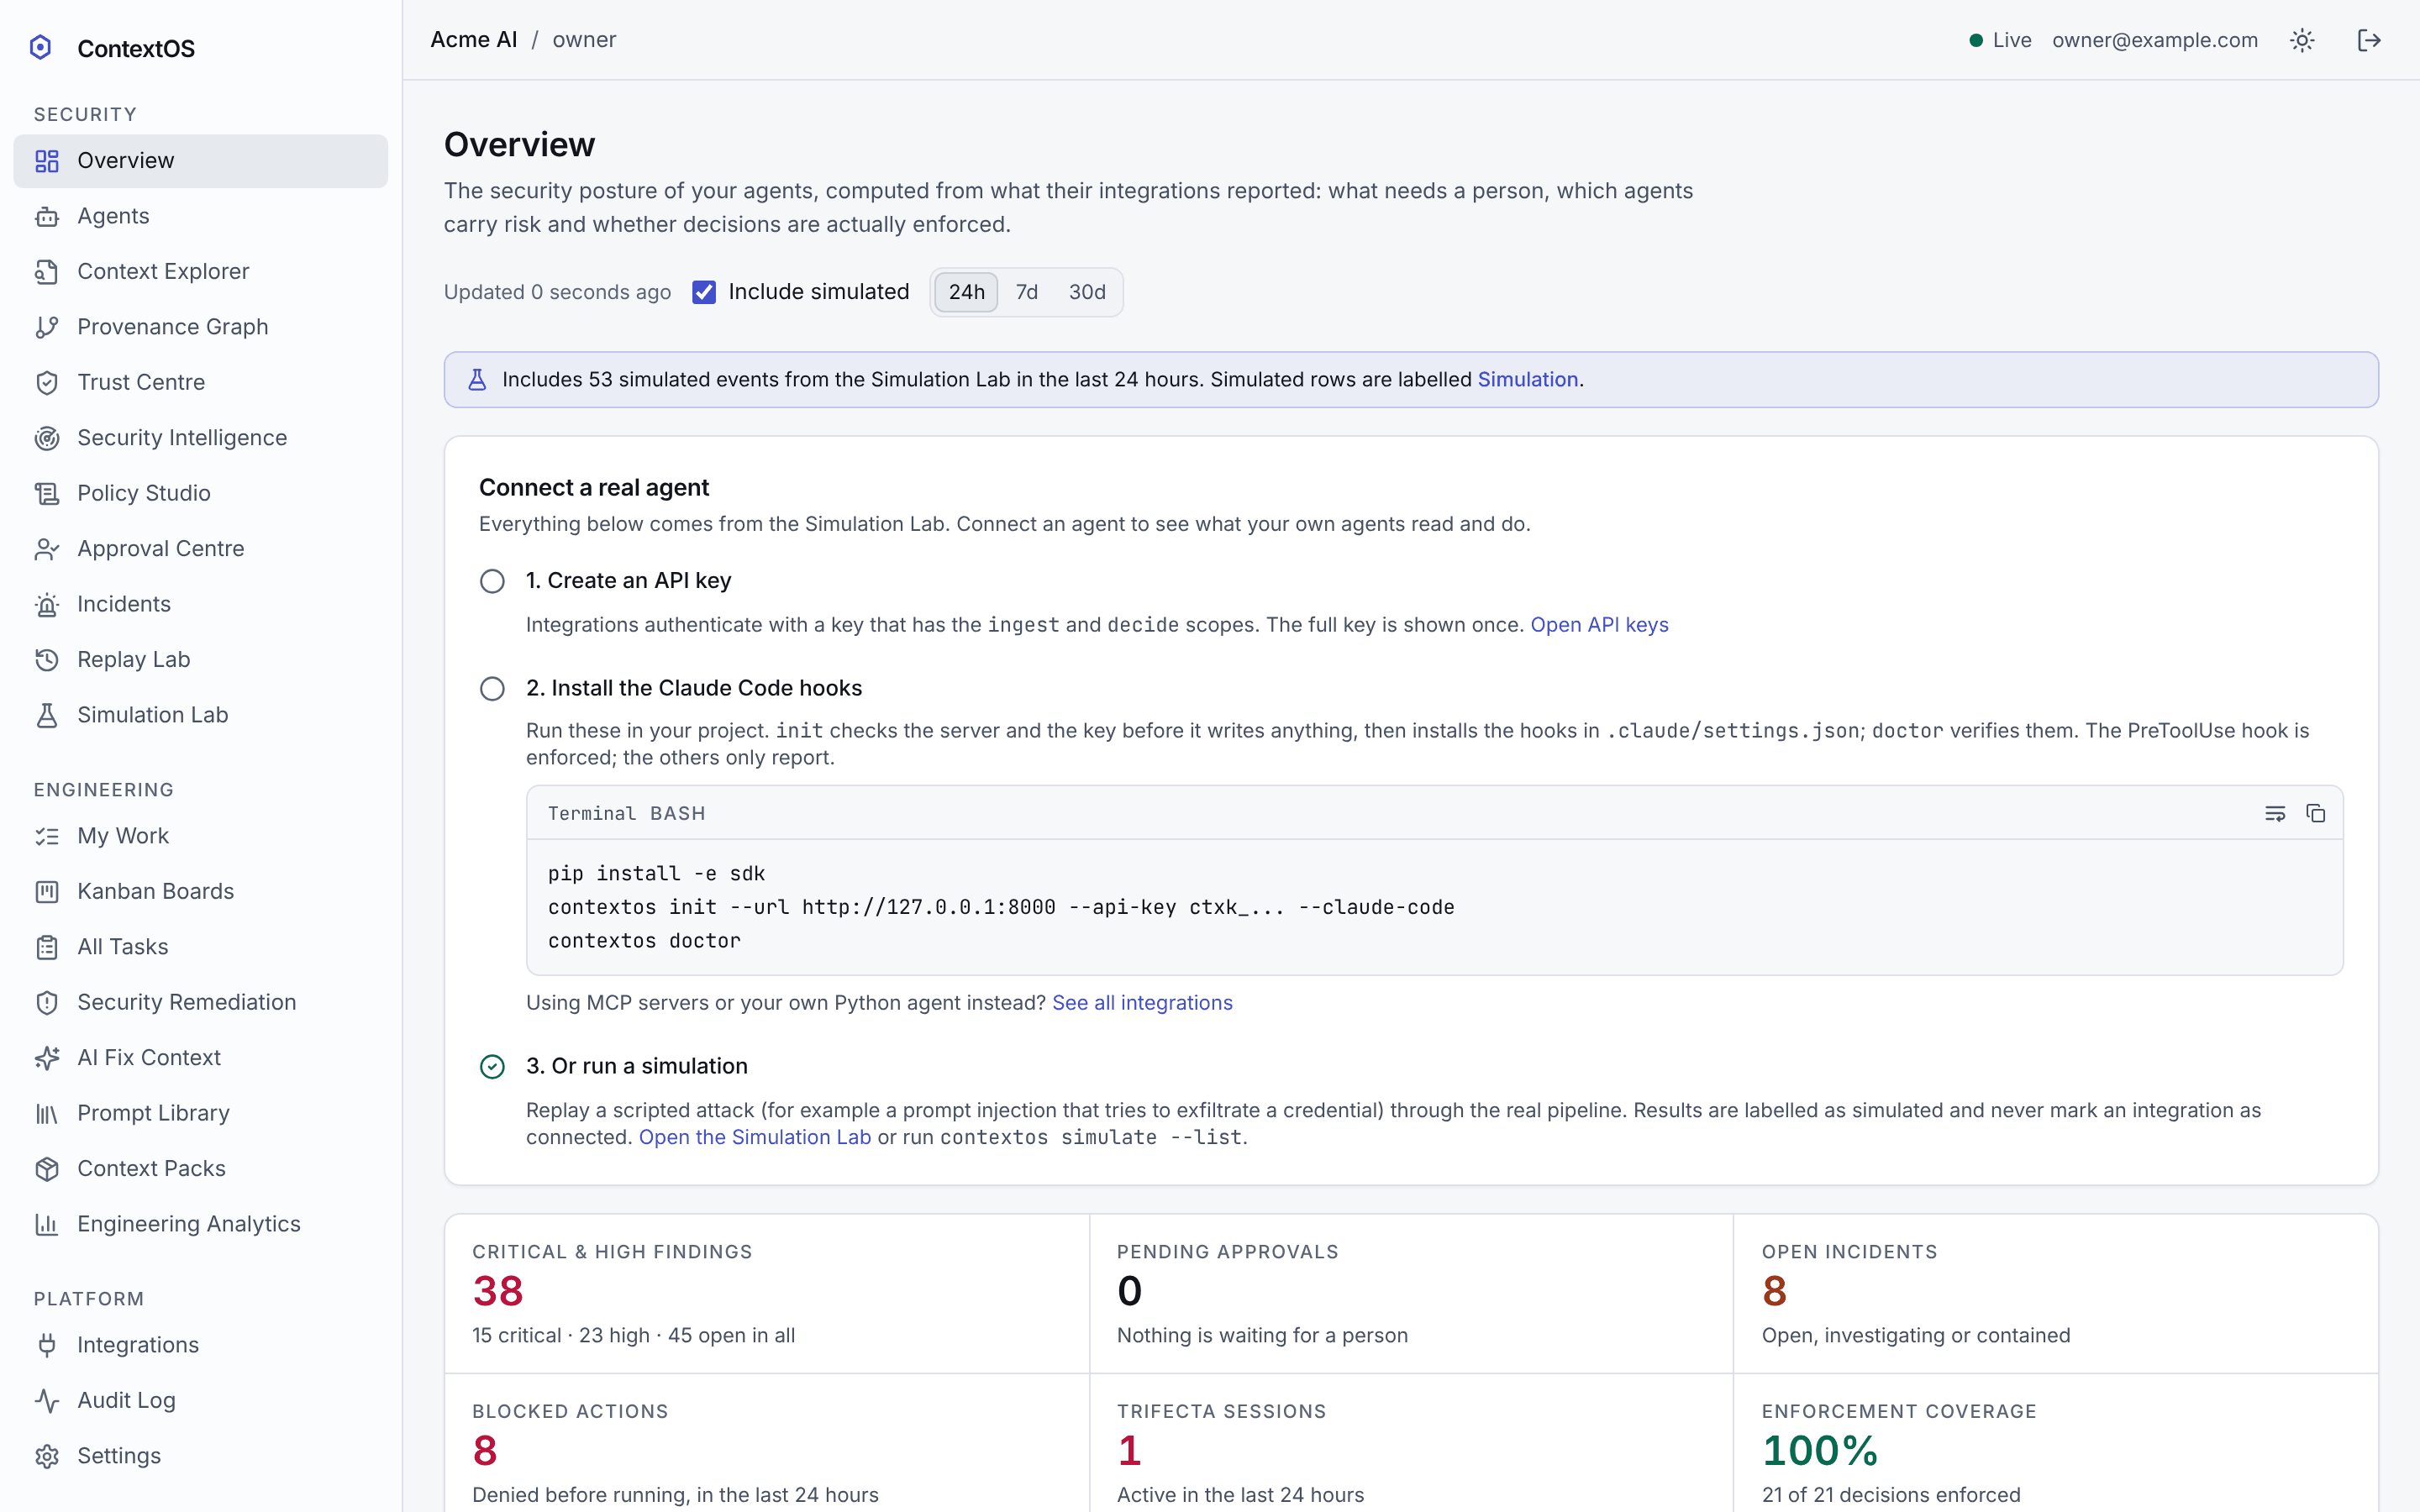 ContextOS
SECURITY
Overview
Agents
Context Explorer
Provenance Graph
Trust Centre
Security Intelligence
Policy Studio
Approval Centre
Incidents
Replay Lab
Simulation Lab
ENGINEERING
My Work
Kanban Boards
All Tasks
Security Remediation
AI Fix Context
Prompt Library
Context Packs
Engineering Analytics
PLATFORM
Integrations
Audit Log
Settings
Acme AI / owner
Live owner@example.com
Overview
The security posture of your agents, computed from what their integrations reported: what needs a person, which agents
carry risk and whether decisions are actually enforced.
Updated 0 seconds ago Include simulated 24h 7d 30d
Includes 53 simulated events from the Simulation Lab in the last 24 hours. Simulated rows are labelled Simulation.
Connect a real agent
Everything below comes from the Simulation Lab. Connect an agent to see what your own agents read and do.
1. Create an API key
Integrations authenticate with a key that has the ingest and decide scopes. The full key is shown once. Open API keys
2. Install the Claude Code hooks
Run these in your project. init checks the server and the key before it writes anything, then installs the hooks in .claude/settings.json; doctor verifies them. The PreToolUse hook is
enforced; the others only report.
Terminal BASH
pip install -e sdk
contextos init --url http://127.0.0.1:8000 --api-key ctxk_... --claude-code
contextos doctor
Using MCP servers or your own Python agent instead? See all integrations
3. Or run a simulation
Replay a scripted attack (for example a prompt injection that tries to exfiltrate a credential) through the real pipeline. Results are labelled as simulated and never mark an integration as
connected. Open the Simulation Lab or run contextos simulate --list.
CRITICAL & HIGH FINDINGS
38
15 critical · 23 high · 45 open in all
PENDING APPROVALS
0
Nothing is waiting for a person
OPEN INCIDENTS
8
Open, investigating or contained
BLOCKED ACTIONS
8
Denied before running, in the last 24 hours
TRIFECTA SESSIONS
1
Active in the last 24 hours
ENFORCEMENT COVERAGE
100%
21 of 21 decisions enforced